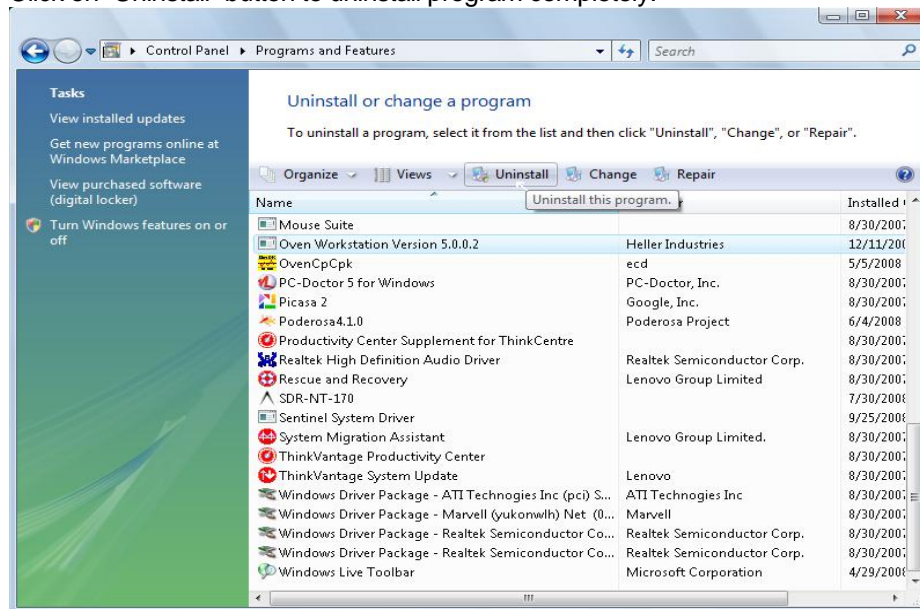 Click on "Uninstall" button to uninstall program completely.
Control Panel ▸ Programs and Features
Search
Tasks
View installed updates
Get new programs online at
Windows Marketplace
View purchased software
(digital locker)
Turn Windows features on or
off
Uninstall or change a program
To uninstall a program, select it from the list and then click "Uninstall", "Change", or "Repair".
Organize Views Uninstall Change Repair
Name Installed
Uninstall this program.
Mouse Suite 8/30/2007
Oven Workstation Version 5.0.0.2 Heller Industries 12/11/200
OvenCpCpk ecd 5/5/2008
PC-Doctor 5 for Windows PC-Doctor, Inc. 8/30/2007
Picasa 2 Google, Inc. 8/30/2007
Poderosa4.1.0 Poderosa Project 6/4/2008
Productivity Center Supplement for ThinkCentre 8/30/2007
Realtek High Definition Audio Driver Realtek Semiconductor Corp. 8/30/2007
Rescue and Recovery Lenovo Group Limited 8/30/2007
SDR-NT-170 7/30/2008
Sentinel System Driver 9/25/2008
System Migration Assistant Lenovo Group Limited. 8/30/2007
ThinkVantage Productivity Center 8/30/2007
ThinkVantage System Update Lenovo 8/30/2007
Windows Driver Package - ATI Technogies Inc (pci) S... ATI Technogies Inc 8/30/2007
Windows Driver Package - Marvell (yukonwlh) Net (0... Marvell 8/30/2007
Windows Driver Package - Realtek Semiconductor Co... Realtek Semiconductor Corp. 8/30/2007
Windows Driver Package - Realtek Semiconductor Co... Realtek Semiconductor Corp. 8/30/2007
Windows Live Toolbar Microsoft Corporation 4/29/2008